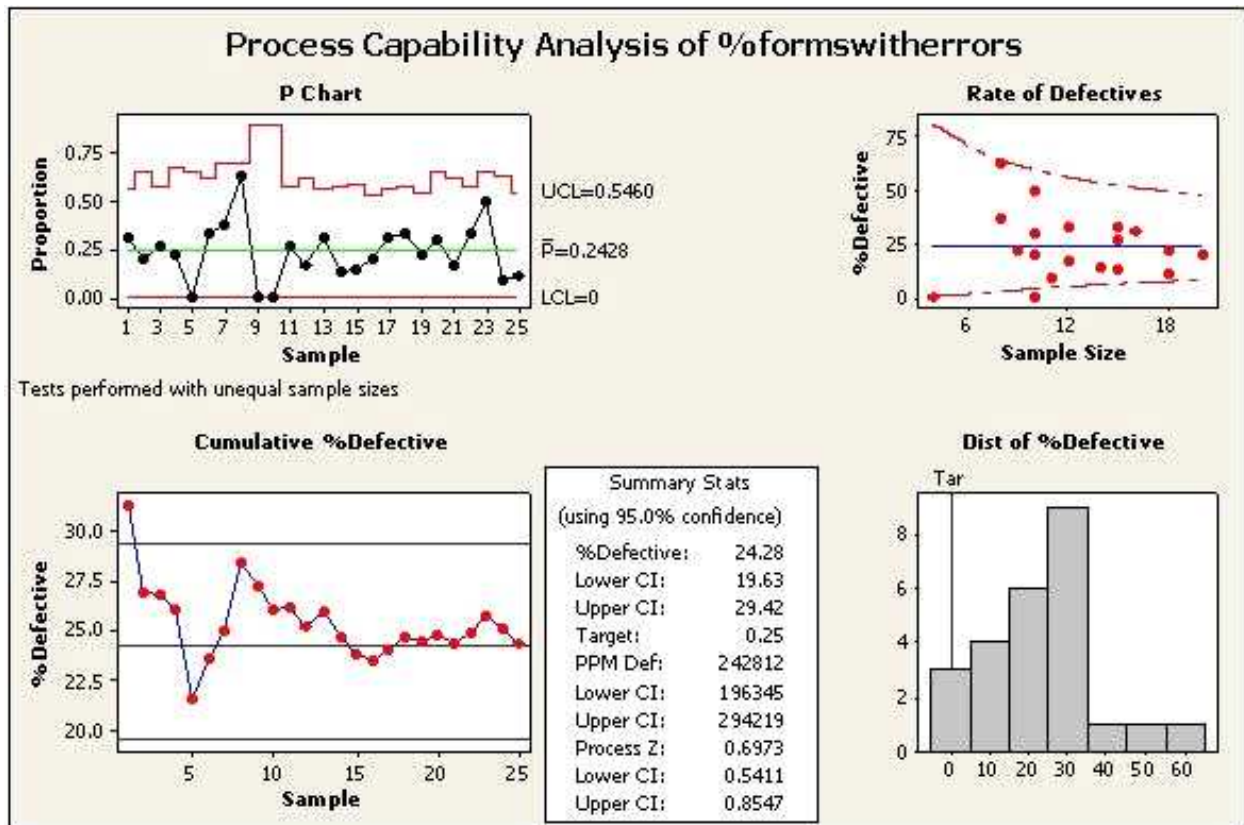 Process Capability Analysis of %formswitherrors
P Chart
Proportion
0.75
0.50
0.25
0.00
UCL=0.5460
P̄=0.2428
LCL=0
1 3 5 7 9 11 13 15 17 19 21 23 25
Sample
Tests performed with unequal sample sizes
Rate of Defectives
%Defective
75
50
25
0
6 12 18
Sample Size
Cumulative %Defective
%Defective
30.0
27.5
25.0
22.5
20.0
5 10 15 20 25
Sample
Summary Stats
(using 95.0% confidence)
%Defective: 24.28
Lower CI: 19.63
Upper CI: 29.42
Target: 0.25
PPM Def: 242812
Lower CI: 196345
Upper CI: 294219
Process Z: 0.6973
Lower CI: 0.5411
Upper CI: 0.8547
Dist of %Defective
Tar
8
6
4
2
0
0 10 20 30 40 50 60